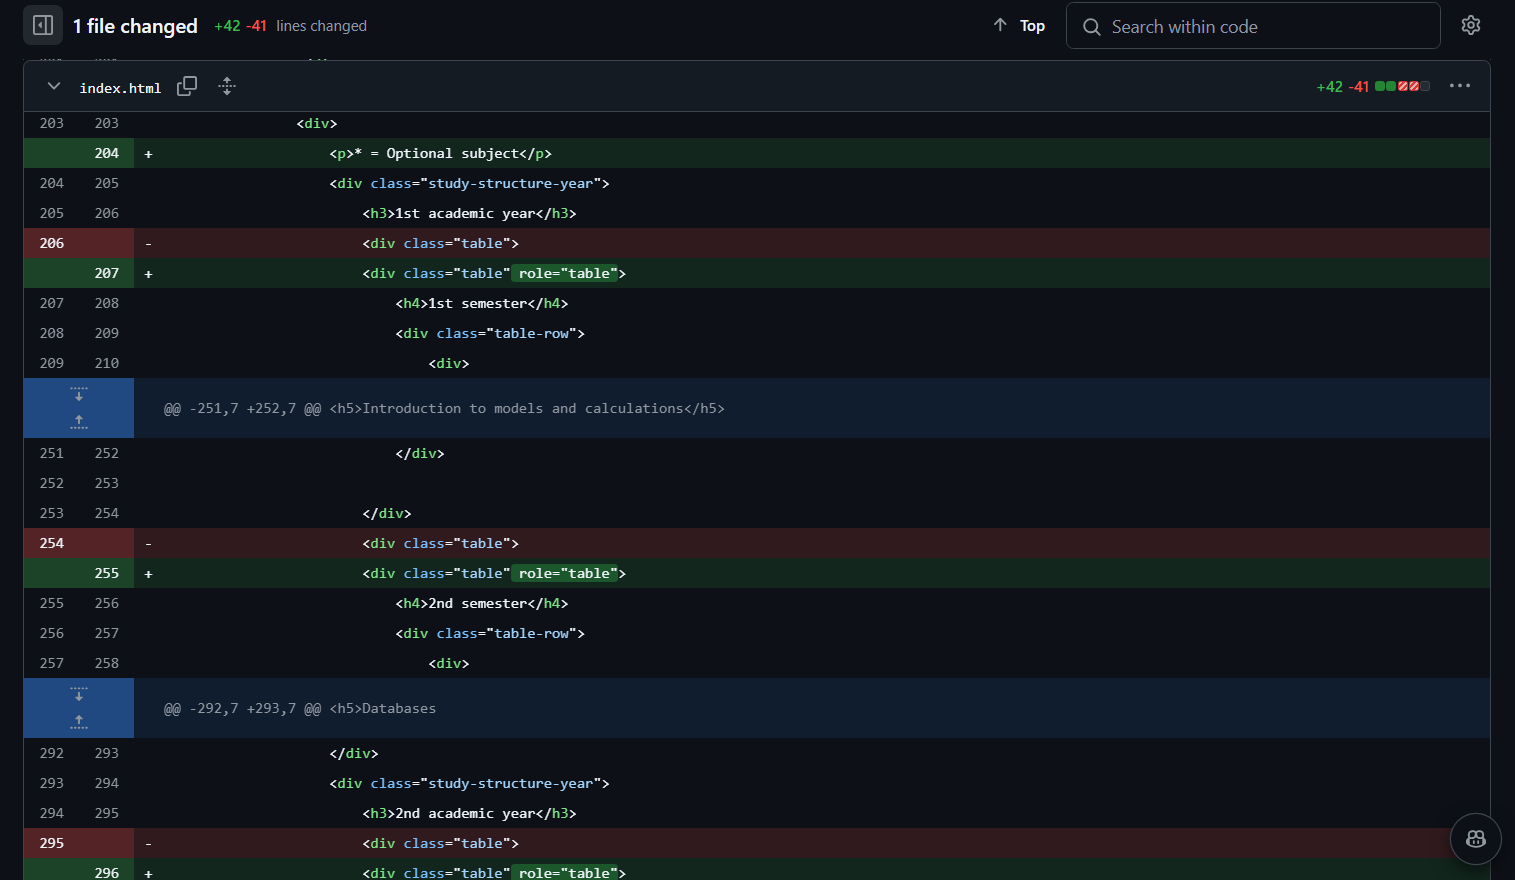 1 file changed +42 -41 lines changed
Top
Search within code
index.html
+42 -41
203 203 <div>
204 + <p>* = Optional subject</p>
204 205 <div class="study-structure-year">
205 206 <h3>1st academic year</h3>
206 - <div class="table">
207 + <div class="table" role="table">
207 208 <h4>1st semester</h4>
208 209 <div class="table-row">
209 210 <div>
@@ -251,7 +252,7 @@ <h5>Introduction to models and calculations</h5>
251 252 </div>
252 253
253 254 </div>
254 - <div class="table">
255 + <div class="table" role="table">
255 256 <h4>2nd semester</h4>
256 257 <div class="table-row">
257 258 <div>
@@ -292,7 +293,7 @@ <h5>Databases
292 293 </div>
293 294 <div class="study-structure-year">
294 295 <h3>2nd academic year</h3>
295 - <div class="table">
296 + <div class="table" role="table">